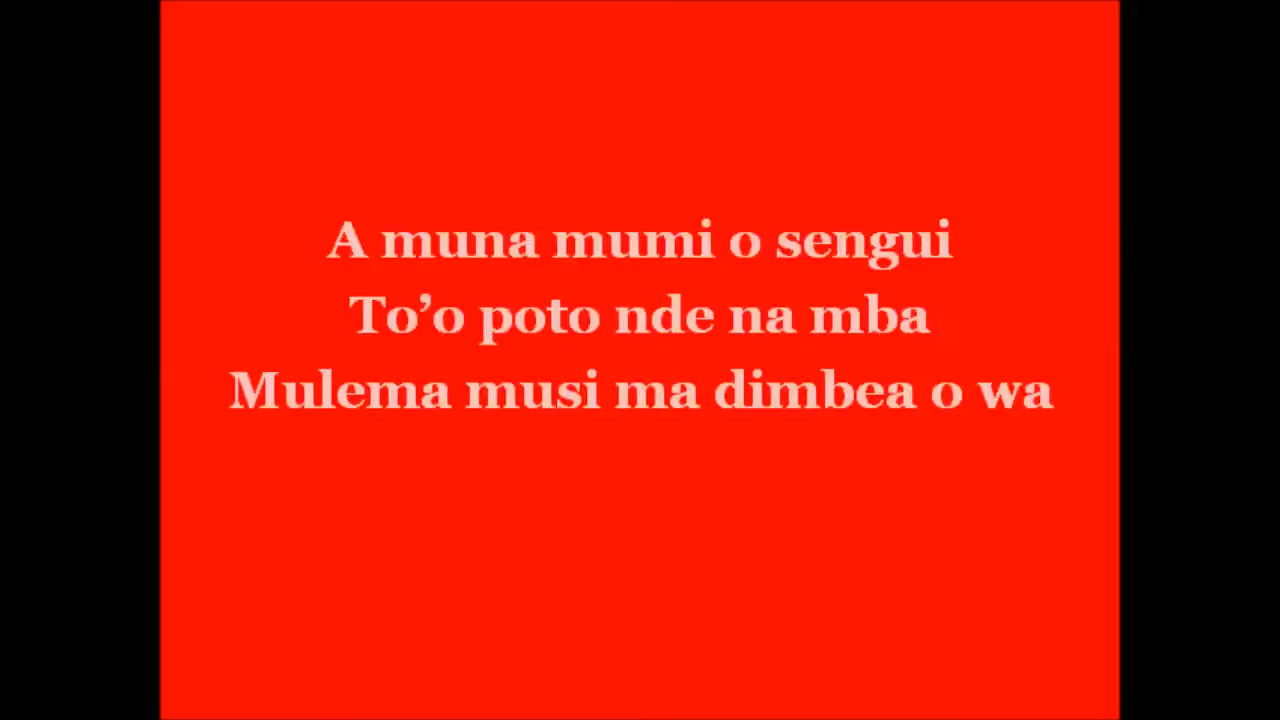 A muna mumi o sengui
To’o poto nde na mba
Mulema musi ma dimbea o wa